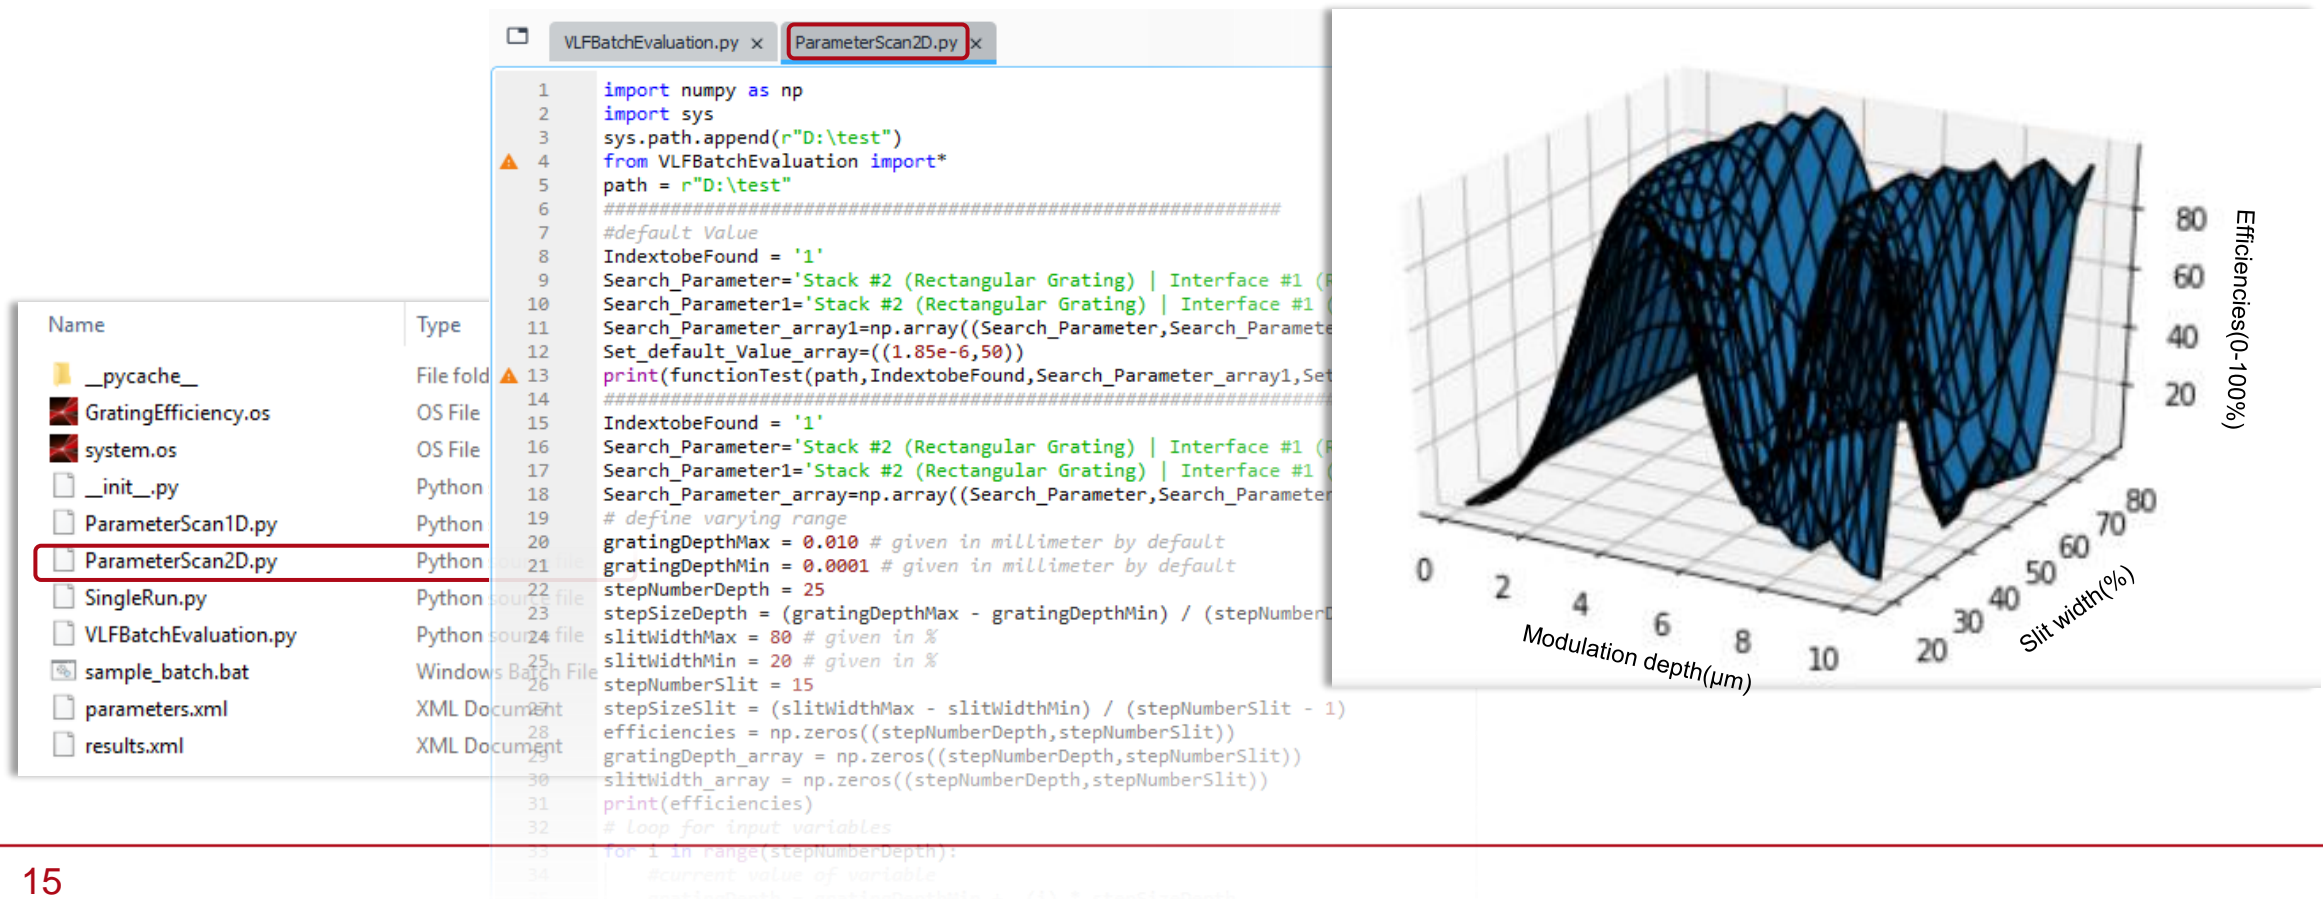 Name Type
__pycache__ File fold
GratingEfficiency.os OS File
system.os OS File
__init__.py Python
ParameterScan1D.py Python
ParameterScan2D.py Python source file
SingleRun.py Python source file
VLFBatchEvaluation.py Python source file
sample_batch.bat Windows Batch File
parameters.xml XML Document
results.xml XML Document
VLFBatchEvaluation.py × ParameterScan2D.py ×
1 import numpy as np
2 import sys
3 sys.path.append(r"D:\test")
4 from VLFBatchEvaluation import*
5 path = r"D:\test"
6 #############################################################
7 #default Value
8 IndextobeFound = '1'
9 Search_Parameter='Stack #2 (Rectangular Grating) | Interface #1 (R
10 Search_Parameter1='Stack #2 (Rectangular Grating) | Interface #1 (
11 Search_Parameter_array1=np.array((Search_Parameter,Search_Paramete
12 Set_default_Value_array=((1.85e-6,50))
13 print(functionTest(path,IndextobeFound,Search_Parameter_array1,Set
14 ##################################################################
15 IndextobeFound = '1'
16 Search_Parameter='Stack #2 (Rectangular Grating) | Interface #1 (R
17 Search_Parameter1='Stack #2 (Rectangular Grating) | Interface #1 (
18 Search_Parameter_array=np.array((Search_Parameter,Search_Parameter
19 # define varying range
20 gratingDepthMax = 0.010 # given in millimeter by default
21 gratingDepthMin = 0.0001 # given in millimeter by default
22 stepNumberDepth = 25
23 stepSizeDepth = (gratingDepthMax - gratingDepthMin) / (stepNumberD
24 slitWidthMax = 80 # given in %
25 slitWidthMin = 20 # given in %
26 stepNumberSlit = 15
27 stepSizeSlit = (slitWidthMax - slitWidthMin) / (stepNumberSlit - 1)
28 efficiencies = np.zeros((stepNumberDepth,stepNumberSlit))
29 gratingDepth_array = np.zeros((stepNumberDepth,stepNumberSlit))
30 slitWidth_array = np.zeros((stepNumberDepth,stepNumberSlit))
31 print(efficiencies)
32 # loop for input variables
33 for i in range(stepNumberDepth):
34 #current value of variable
80
60
40
20
Efficiencies(0-100%)
0 2 4 6 8 10
Modulation depth(μm)
20 30 40 50 60 70 80
Slit width(%)
15